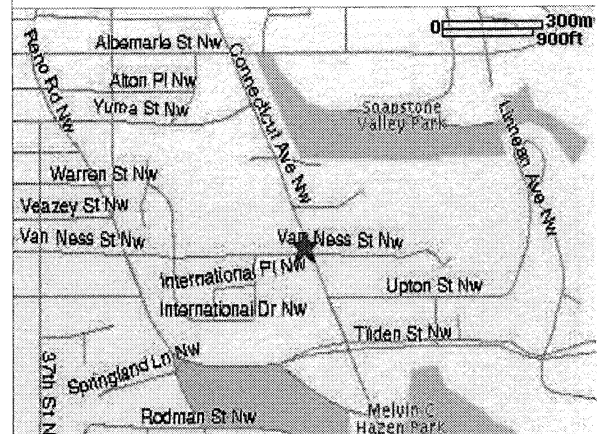 0 300m
900ft
Albemarle St Nw
Reno Rd Nw
Connecticut Ave Nw
Alton Pl Nw
Yuma St Nw
Soapstone
Valley Park
Linnean Ave Nw
Warren St Nw
Veazey St Nw
Van Ness St Nw
Van Ness St Nw
International Pl Nw
Upton St Nw
International Dr Nw
Tilden St Nw
Springland Ln Nw
37th St N
Melvin C
Hazen Park
Rodman St Nw